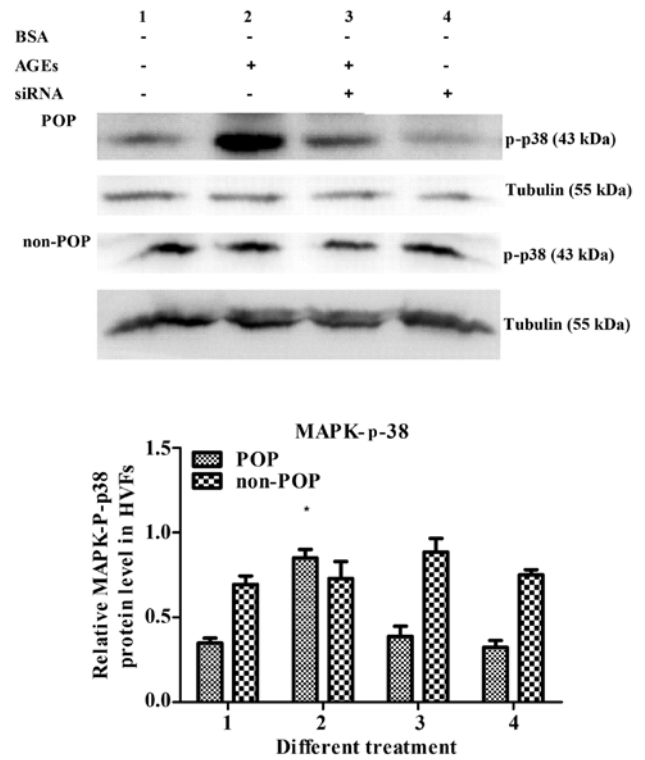 1 2 3 4
BSA - - - -
AGEs - + + -
siRNA - - + +
POP
p-p38 (43 kDa)
Tubulin (55 kDa)
non-POP
p-p38 (43 kDa)
Tubulin (55 kDa)
MAPK-p-38
1.5
1.0
0.5
0.0
Relative MAPK-P-p38
protein level in HVFs
POP
non-POP
*
1 2 3 4
Different treatment